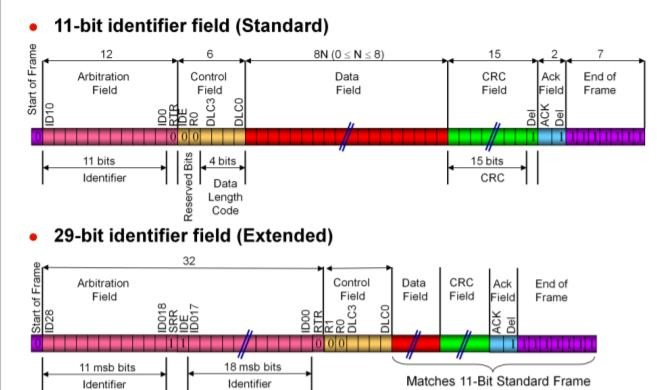 • 11-bit identifier field (Standard)
12 6 8N (0 ≤ N ≤ 8) 15 2 7
Start of Frame
Arbitration Field
Control Field
Data Field
CRC Field
Ack Field
End of Frame
ID10
ID0
RTR
IDE
R0
DLC3
DLC0
Del
ACK
Del
0 0 0 0 1
11 bits
Identifier
Reserved Bits
4 bits
Data
Length
Code
15 bits
CRC
• 29-bit identifier field (Extended)
32
Start of Frame
Arbitration Field
Control Field
Data Field
CRC Field
Ack Field
End of Frame
ID28
ID018
SRR
IDE
ID017
ID00
RTR
R1
R0
DLC3
DLC0
ACK
Del
0 1 1 0 0 0 1
11 msb bits
Identifier
18 msb bits
Identifier
Matches 11-Bit Standard Frame